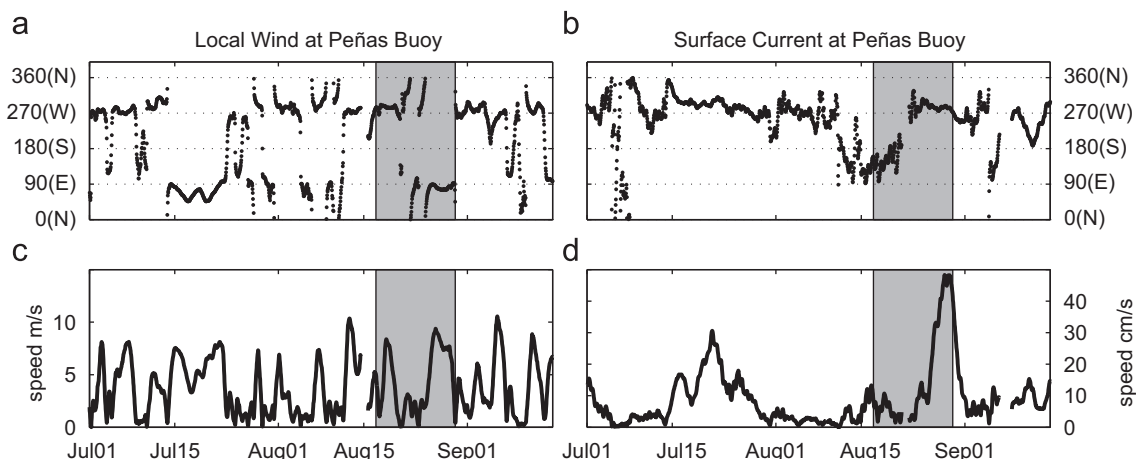 a
Local Wind at Peñas Buoy
b
Surface Current at Peñas Buoy
360(N)
270(W)
180(S)
90(E)
0(N)
360(N)
270(W)
180(S)
90(E)
0(N)
c
d
speed m/s
10
5
0
Jul01
Jul15
Aug01
Aug15
Sep01
Jul01
Jul15
Aug01
Aug15
Sep01
40
30
20
10
0
speed cm/s